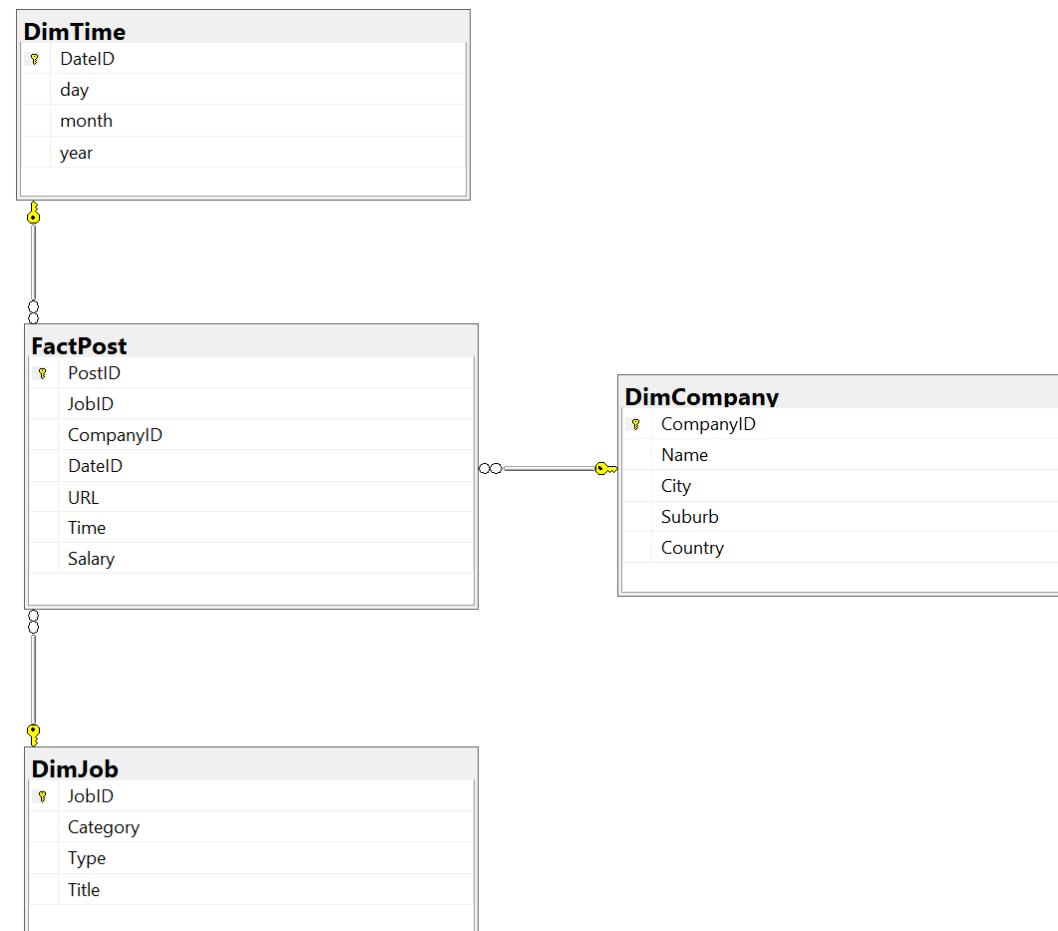 DimTime
DateID
day
month
year
FactPost
PostID
JobID
CompanyID
DateID
URL
Time
Salary
DimCompany
CompanyID
Name
City
Suburb
Country
DimJob
JobID
Category
Type
Title